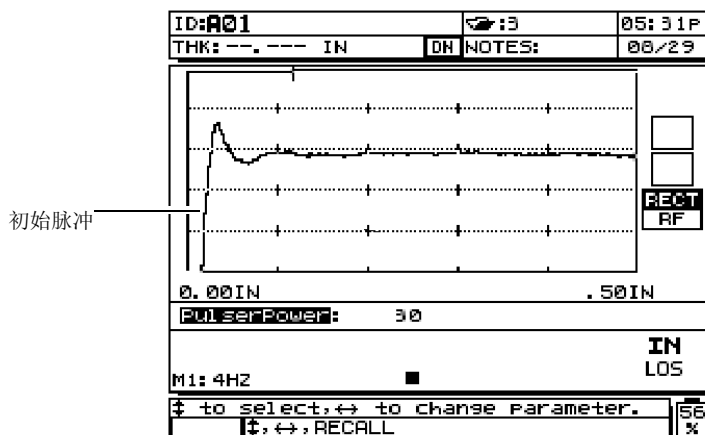 ID:A01 :3 05:31P
THK: --.--- IN DN NOTES: 08/29
初始脉冲
RECT
RF
0.00IN .50IN
PulserPower: 30
IN
LOS
M1: 4HZ
↕ to select,↔ to change parameter. 56
↕,↔,RECALL %